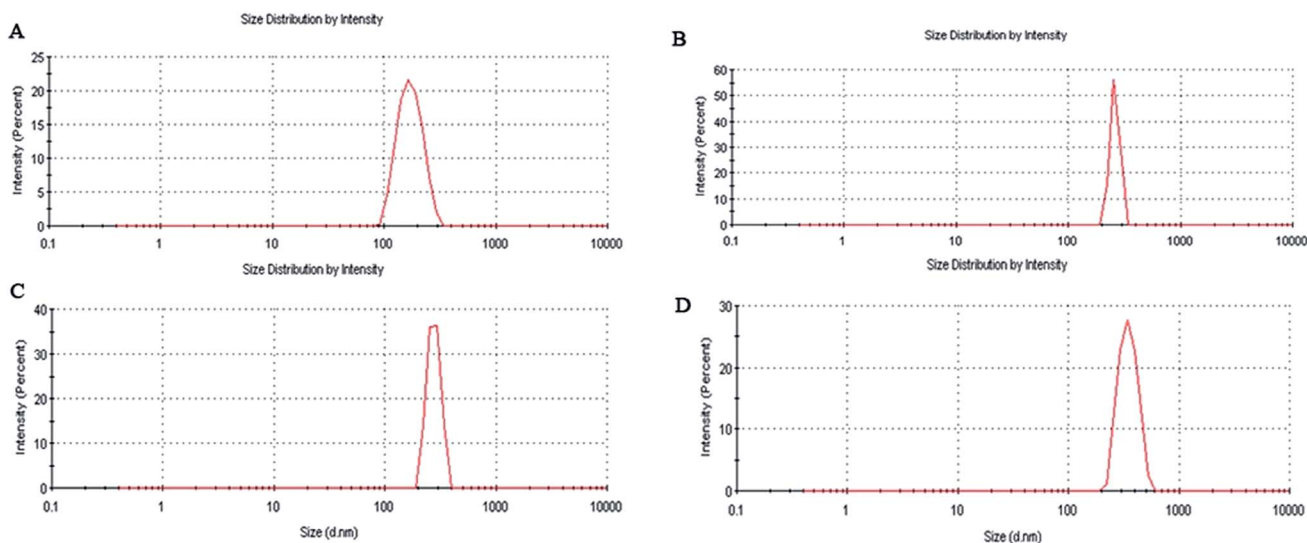 A
Size Distribution by Intensity
Intensity (Percent)
25
20
15
10
5
0
0.1 1 10 100 1000 10000
B
Size Distribution by Intensity
Intensity (Percent)
60
50
40
30
20
10
0
0.1 1 10 100 1000 10000
C
Size Distribution by Intensity
Intensity (Percent)
40
30
20
10
0
0.1 1 10 100 1000 10000
Size (d.nm)
D
Size Distribution by Intensity
Intensity (Percent)
30
20
10
0
0.1 1 10 100 1000 10000
Size (d.nm)